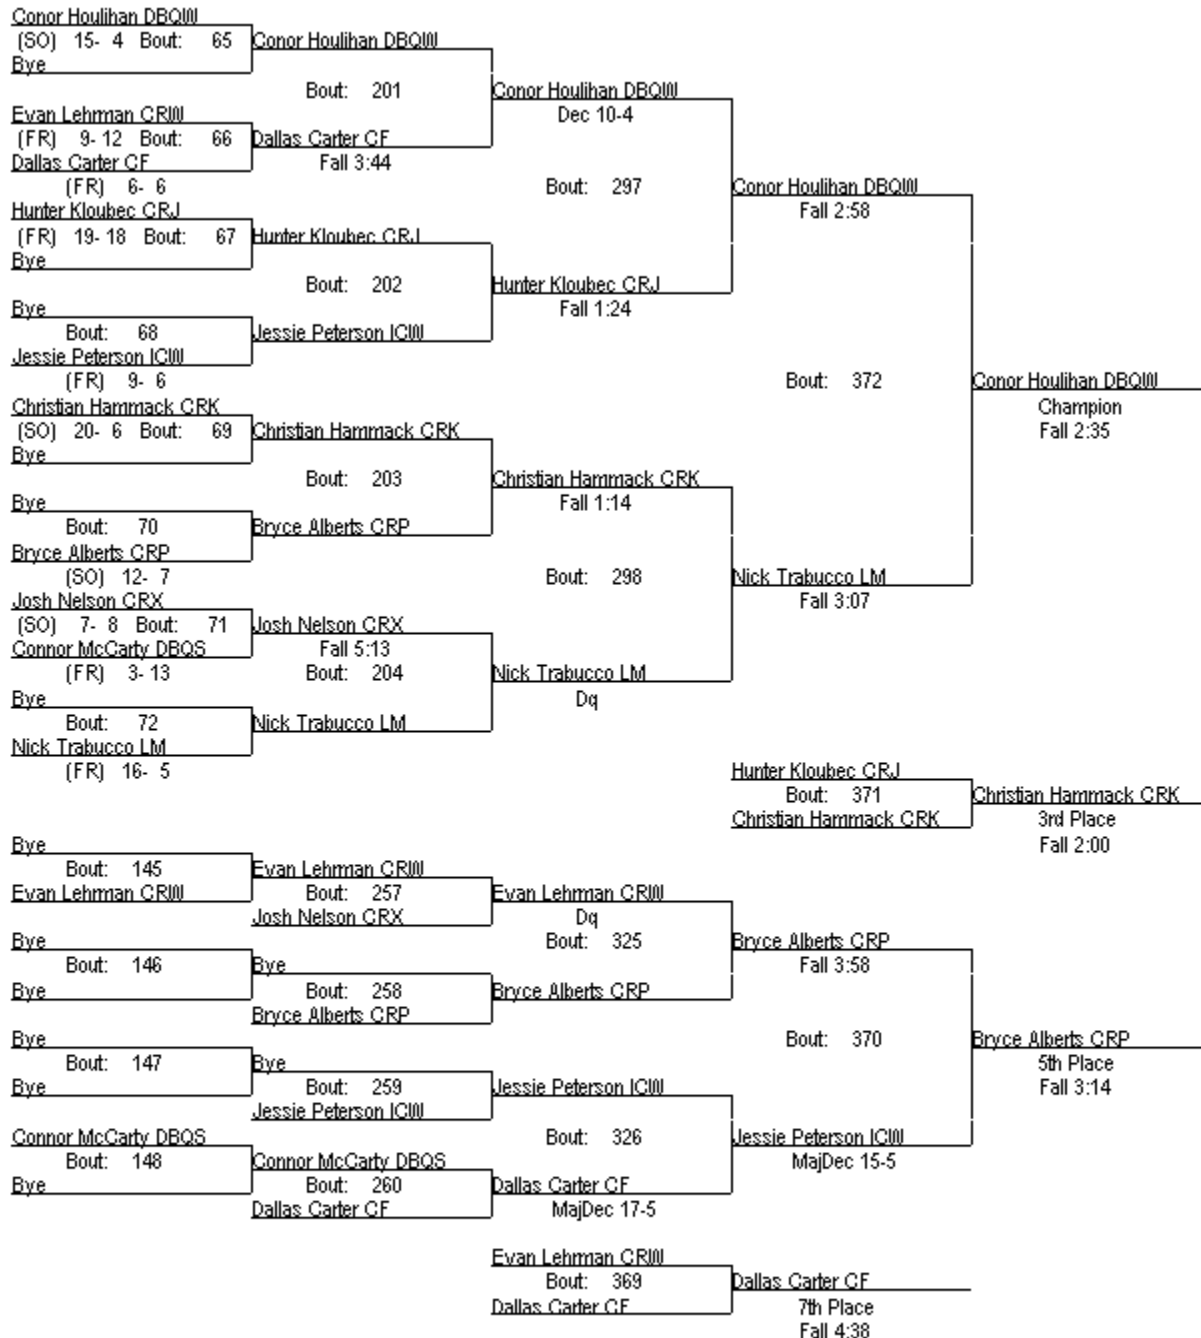 Conor Houlihan DBQW
(SO) 15- 4 Bout: 65 Conor Houlihan DBQW
Bye
Bout: 201 Conor Houlihan DBQW
Evan Lehrman CRW Dec 10-4
(FR) 9- 12 Bout: 66 Dallas Carter CF
Dallas Carter CF Fall 3:44
(FR) 6- 6 Bout: 297 Conor Houlihan DBQW
Hunter Kloubec CRJ Fall 2:58
(FR) 19- 18 Bout: 67 Hunter Kloubec CRJ
Bye
Bout: 202 Hunter Kloubec CRJ
Bye Fall 1:24
Bout: 68 Jessie Peterson ICW
Jessie Peterson ICW
(FR) 9- 6 Bout: 372 Conor Houlihan DBQW
Christian Hammack CRK Champion
(SO) 20- 6 Bout: 69 Christian Hammack CRK Fall 2:35
Bye
Bout: 203 Christian Hammack CRK
Bye Fall 1:14
Bout: 70 Bryce Alberts CRP
Bryce Alberts CRP
(SO) 12- 7 Bout: 298 Nick Trabucco LM
Josh Nelson CRX Fall 3:07
(SO) 7- 8 Bout: 71 Josh Nelson CRX
Connor McCarty DBQS Fall 5:13
(FR) 3- 13 Bout: 204 Nick Trabucco LM
Bye Dq
Bout: 72 Nick Trabucco LM
Nick Trabucco LM
(FR) 16- 5 Hunter Kloubec CRJ
Bout: 371 Christian Hammack CRK
Christian Hammack CRK 3rd Place
Bye Fall 2:00
Bout: 145 Evan Lehrman CRW
Evan Lehrman CRW Bout: 257 Evan Lehrman CRW
Josh Nelson CRX Dq
Bye Bout: 325 Bryce Alberts CRP
Bout: 146 Bye Fall 3:58
Bye Bout: 258 Bryce Alberts CRP
Bryce Alberts CRP
Bye Bout: 370 Bryce Alberts CRP
Bout: 147 Bye 5th Place
Bye Bout: 259 Jessie Peterson ICW Fall 3:14
Jessie Peterson ICW
Connor McCarty DBQS Bout: 326 Jessie Peterson ICW
Bout: 148 Connor McCarty DBQS MajDec 15-5
Bye Bout: 260 Dallas Carter CF
Dallas Carter CF MajDec 17-5
Evan Lehrman CRW
Bout: 369 Dallas Carter CF
Dallas Carter CF 7th Place
Fall 4:38